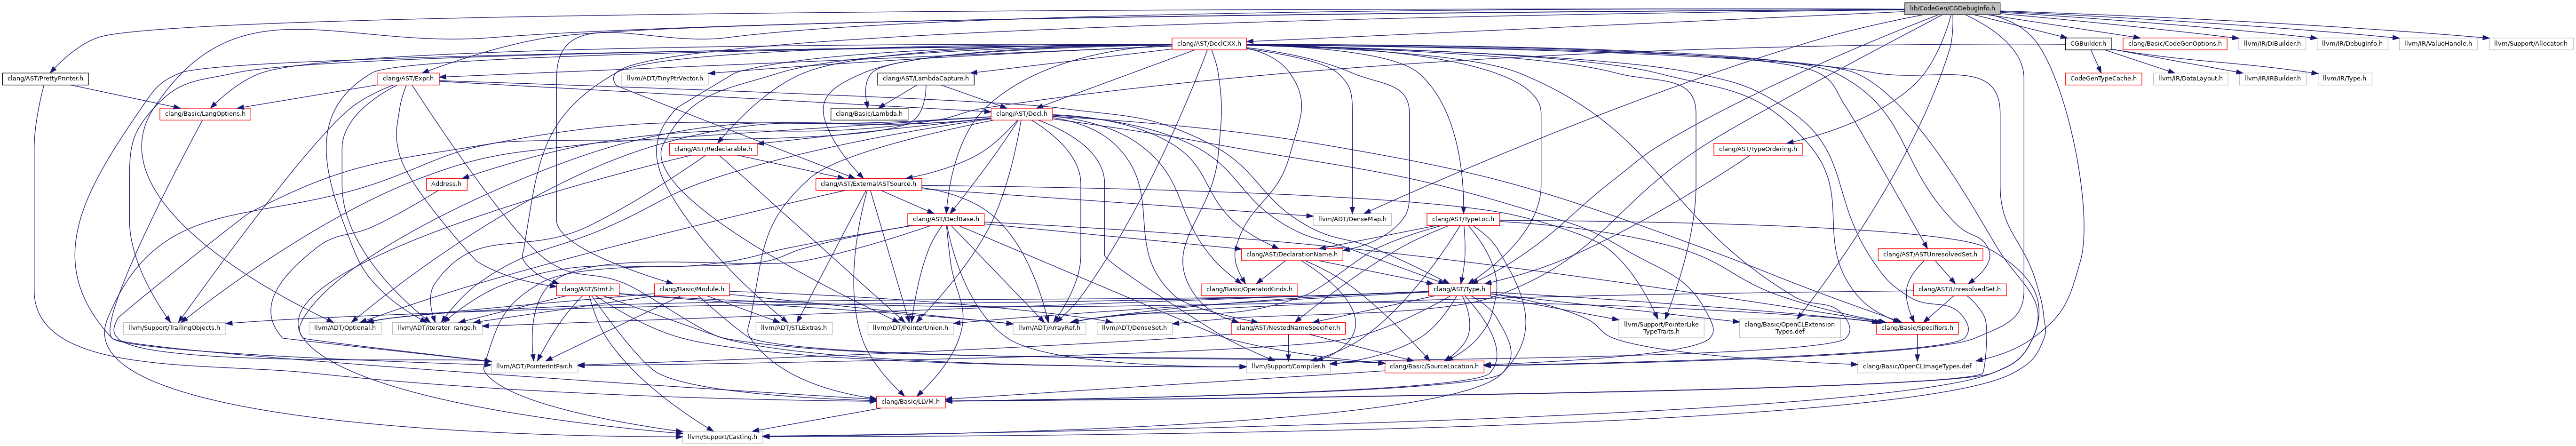 lib/CodeGen/CGDebugInfo.h
clang/AST/DeclCXX.h
CGBuilder.h
clang/Basic/CodeGenOptions.h
llvm/IR/DIBuilder.h
llvm/IR/DebugInfo.h
llvm/IR/ValueHandle.h
llvm/Support/Allocator.h
clang/AST/PrettyPrinter.h
clang/AST/Expr.h
llvm/ADT/TinyPtrVector.h
clang/AST/LambdaCapture.h
CodeGenTypeCache.h
llvm/IR/DataLayout.h
llvm/IR/IRBuilder.h
llvm/IR/Type.h
clang/Basic/LangOptions.h
clang/Basic/Lambda.h
clang/AST/Decl.h
clang/AST/Redeclarable.h
clang/AST/TypeOrdering.h
Address.h
clang/AST/ExternalASTSource.h
clang/AST/DeclBase.h
llvm/ADT/DenseMap.h
clang/AST/TypeLoc.h
clang/AST/DeclarationName.h
clang/AST/ASTUnresolvedSet.h
clang/AST/Stmt.h
clang/Basic/Module.h
clang/Basic/OperatorKinds.h
clang/AST/Type.h
clang/AST/UnresolvedSet.h
llvm/Support/TrailingObjects.h
llvm/ADT/Optional.h
llvm/ADT/iterator_range.h
llvm/ADT/STLExtras.h
llvm/ADT/PointerUnion.h
llvm/ADT/ArrayRef.h
llvm/ADT/DenseSet.h
clang/AST/NestedNameSpecifier.h
llvm/Support/PointerLike
TypeTraits.h
clang/Basic/OpenCLExtension
Types.def
clang/Basic/Specifiers.h
llvm/ADT/PointerIntPair.h
llvm/Support/Compiler.h
clang/Basic/SourceLocation.h
clang/Basic/OpenCLImageTypes.def
clang/Basic/LLVM.h
llvm/Support/Casting.h